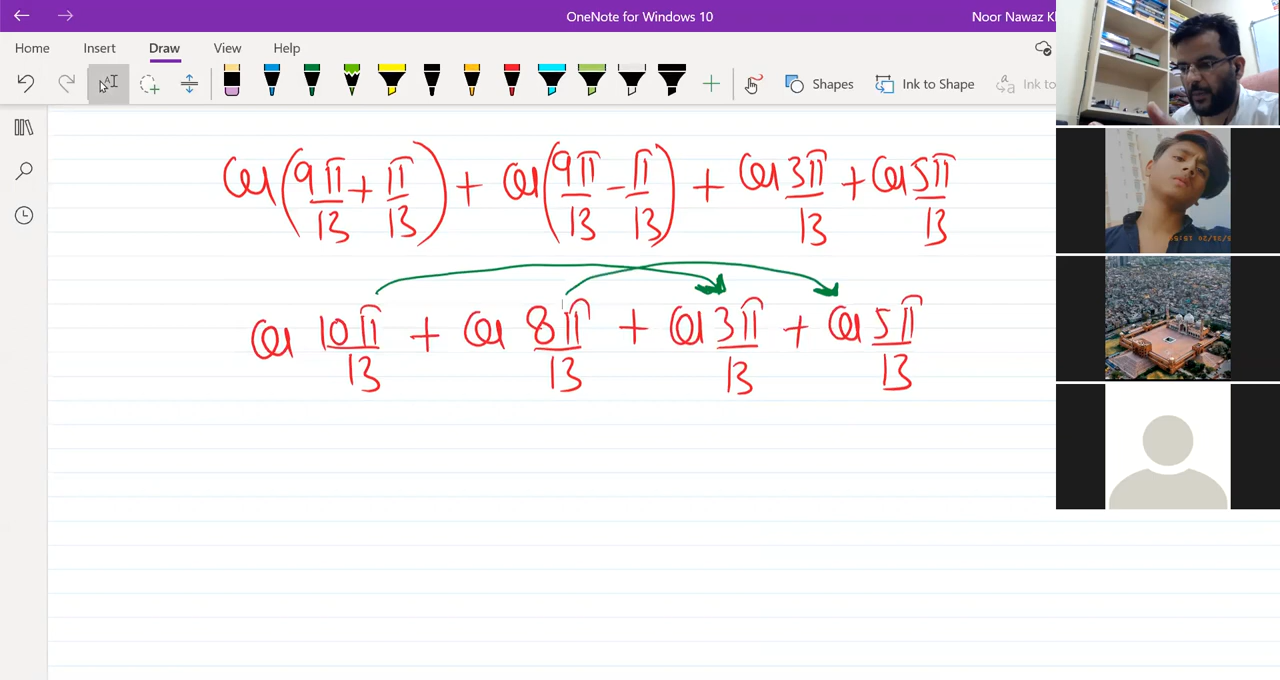 OneNote for Windows 10
Noor Nawaz Kl
Home Insert Draw View Help
Shapes Ink to Shape Ink to
cos(9π/13 + π/13) + cos(9π/13 - π/13) + cos 3π/13 + cos 5π/13
cos 10π/13 + cos 8π/13 + cos 3π/13 + cos 5π/13